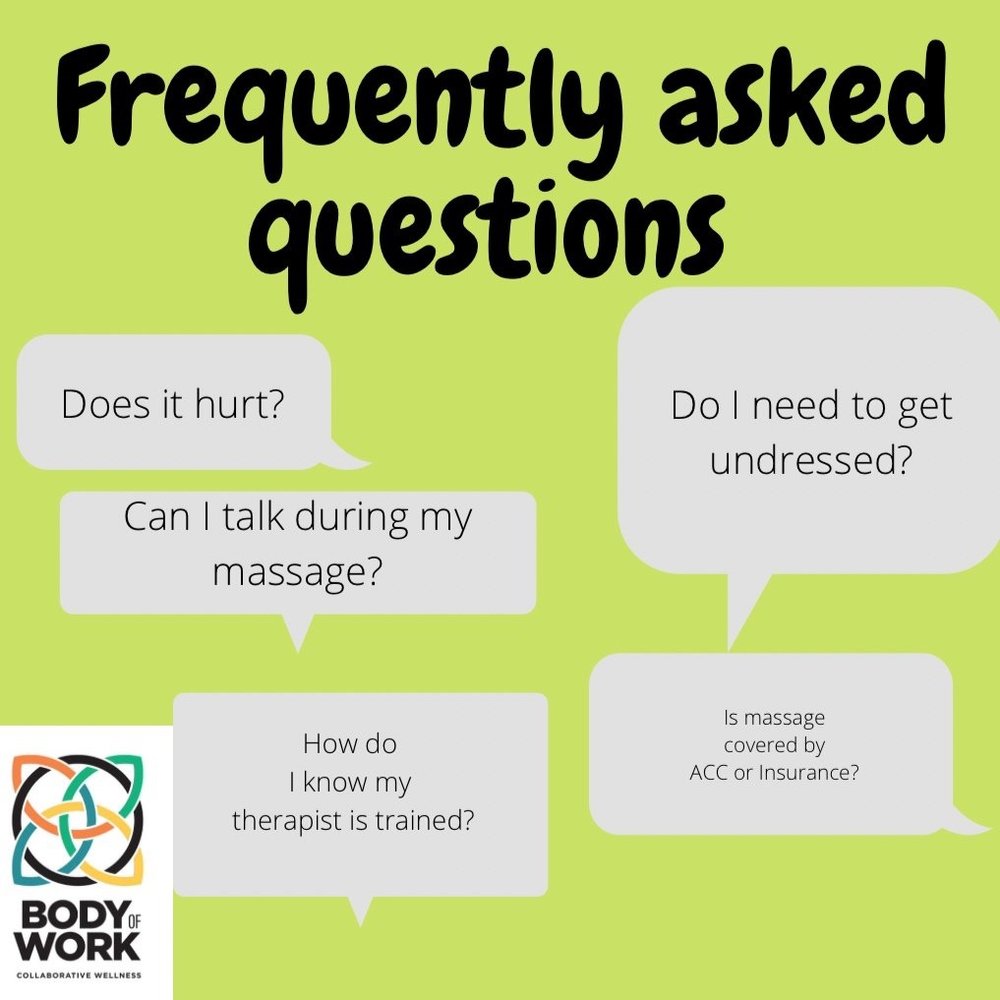 Frequently asked
questions
Does it hurt?
Do I need to get
undressed?
Can I talk during my
massage?
How do
I know my
therapist is trained?
Is massage
covered by
ACC or Insurance?
BODY OF
WORK
COLLABORATIVE WELLNESS